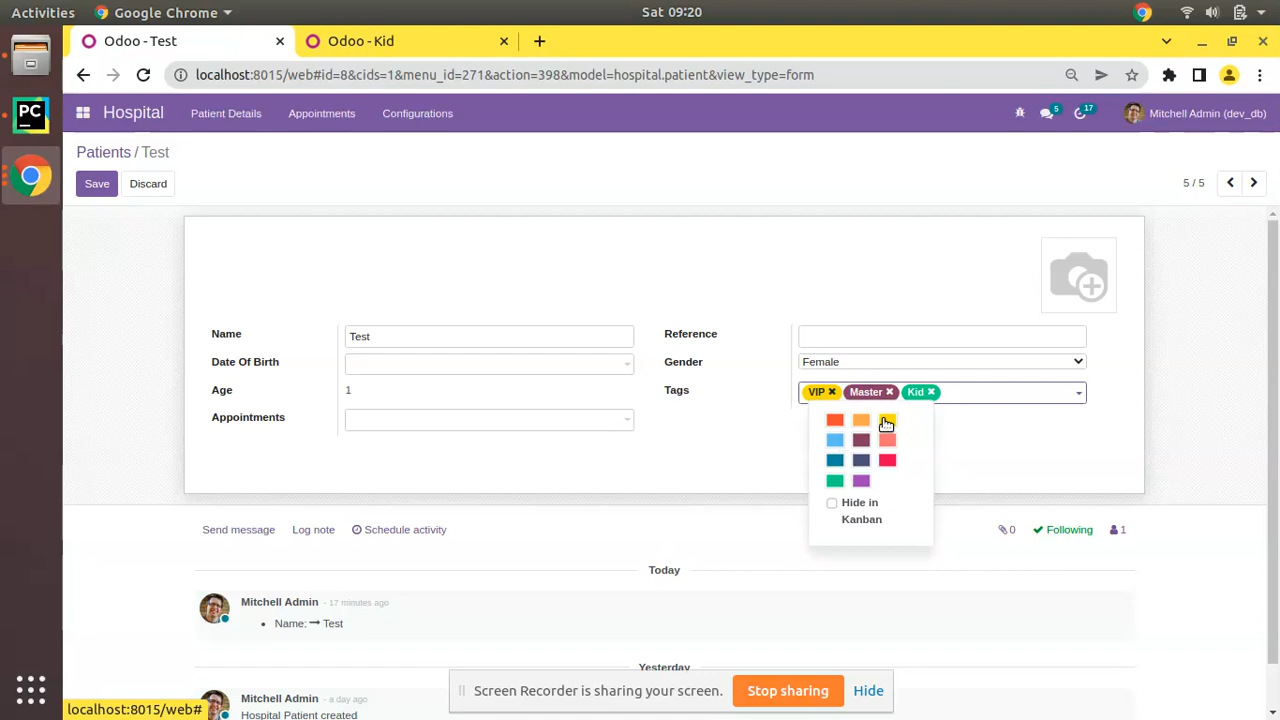 Activities
Google Chrome
Sat 09:20
Odoo - Test
Odoo - Kid
localhost:8015/web#id=8&cids=1&menu_id=271&action=398&model=hospital.patient&view_type=form
PC
Hospital
Patient Details
Appointments
Configurations
5
17
Mitchell Admin (dev_db)
Patients / Test
Save
Discard
5 / 5
Name
Test
Reference
Date Of Birth
Gender
Female
Age
1
Tags
VIP
Master
Kid
Appointments
Hide in
Kanban
Send message
Log note
Schedule activity
0
Following
1
Today
Mitchell Admin - 17 minutes ago
Name: Test
Yesterday
Screen Recorder is sharing your screen.
Stop sharing
Hide
Mitchell Admin - a day ago
localhost:8015/web#
Hospital Patient created